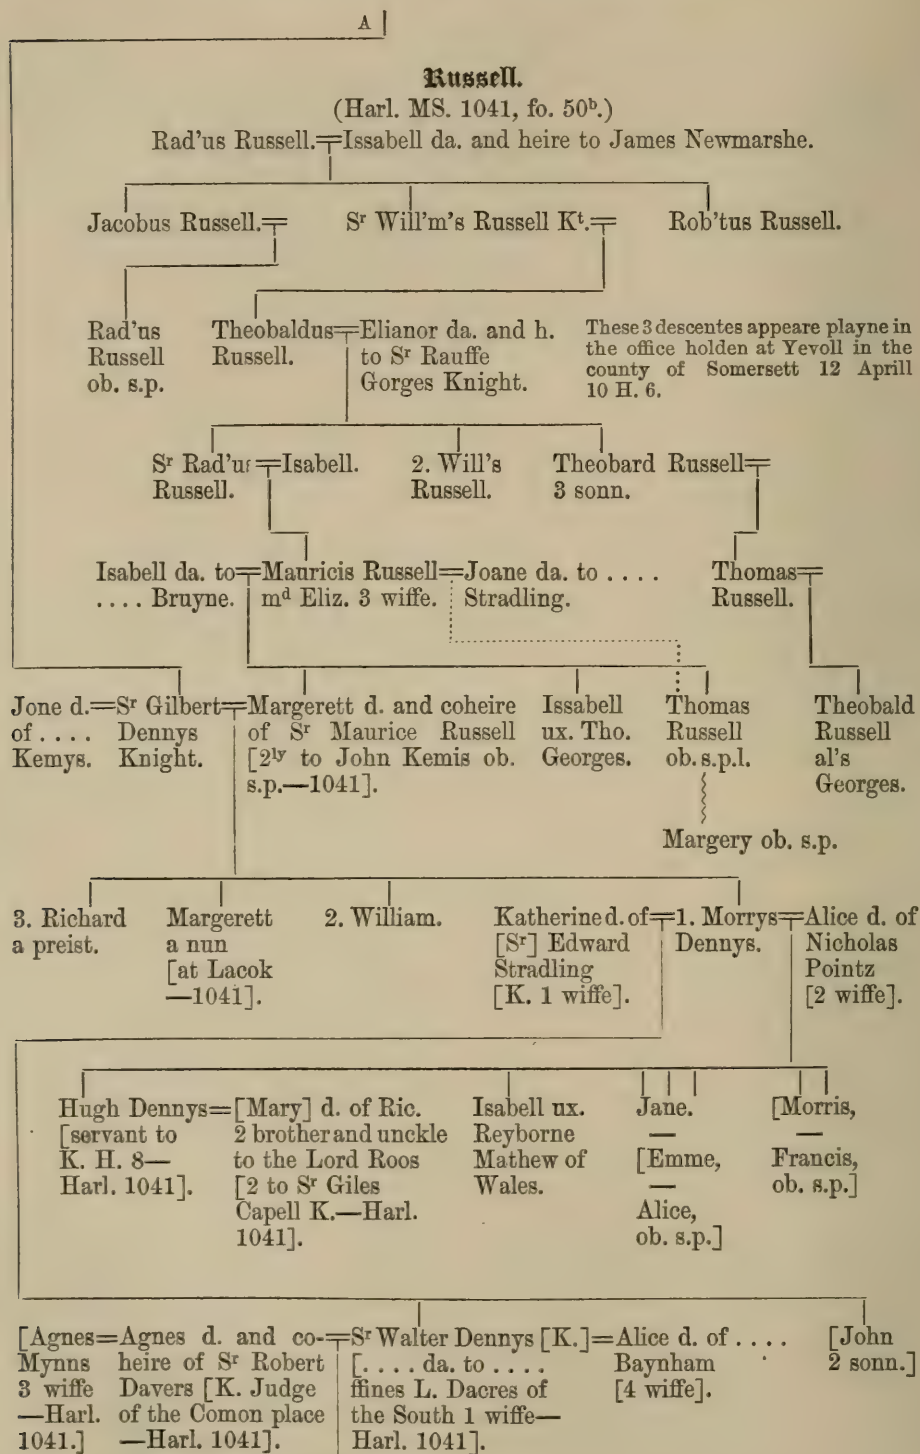 A
Russell.
(Harl. MS. 1041, fo. 50ᵇ.)
Rad'us Russell.=Issabell da. and heire to James Newmarshe.
Jacobus Russell.=
Sʳ Will'm's Russell Kᵗ.=
Rob'tus Russell.
Rad'us
Russell
ob. s.p.
Theobaldus=
Russell.
Elianor da. and h.
to Sʳ Rauffe
Gorges Knight.
These 3 descentes appeare playne in
the office holden at Yevoll in the
county of Somersett 12 Aprill
10 H. 6.
Sʳ Rad'us=Isabell.
Russell.
2. Will's
Russell.
Theobard Russell=
3 sonn.
Isabell da. to=
.... Bruyne.
Mauricis Russell=
mᵈ Eliz. 3 wiffe.
Joane da. to ....
Stradling.
Thomas=
Russell.
Jone d.=
of ....
Kemys.
Sʳ Gilbert=
Dennys
Knight.
Margerett d. and coheire
of Sʳ Maurice Russell
[2ˡʸ to John Kemis ob.
s.p.—1041].
Issabell
ux. Tho.
Georges.
Thomas
Russell
ob. s.p.l.
Theobald
Russell
al's
Georges.
Margery ob. s.p.
3. Richard
a preist.
Margerett
a nun
[at Lacok
—1041].
2. William.
Katherine d. of=
[Sʳ] Edward
Stradling
[K. 1 wiffe].
1. Morrys=
Dennys.
Alice d. of
Nicholas
Pointz
[2 wiffe].
Hugh Dennys=
[servant to
K. H. 8—
Harl. 1041].
[Mary] d. of Ric.
2 brother and unckle
to the Lord Roos
[2 to Sʳ Giles
Capell K.—Harl.
1041].
Isabell ux.
Reyborne
Mathew of
Wales.
Jane.
—
[Emme,
—
Alice,
ob. s.p.]
[Morris,
—
Francis,
ob. s.p.]
[Agnes=
Mynns
3 wiffe
—Harl.
1041.]
Agnes d. and co-=
heire of Sʳ Robert
Davers [K. Judge
of the Comon place
—Harl. 1041].
Sʳ Walter Dennys [K.]=
[.... da. to ....
ffines L. Dacres of
the South 1 wiffe—
Harl. 1041].
Alice d. of ....
Baynham
[4 wiffe].
[John
2 sonn.]